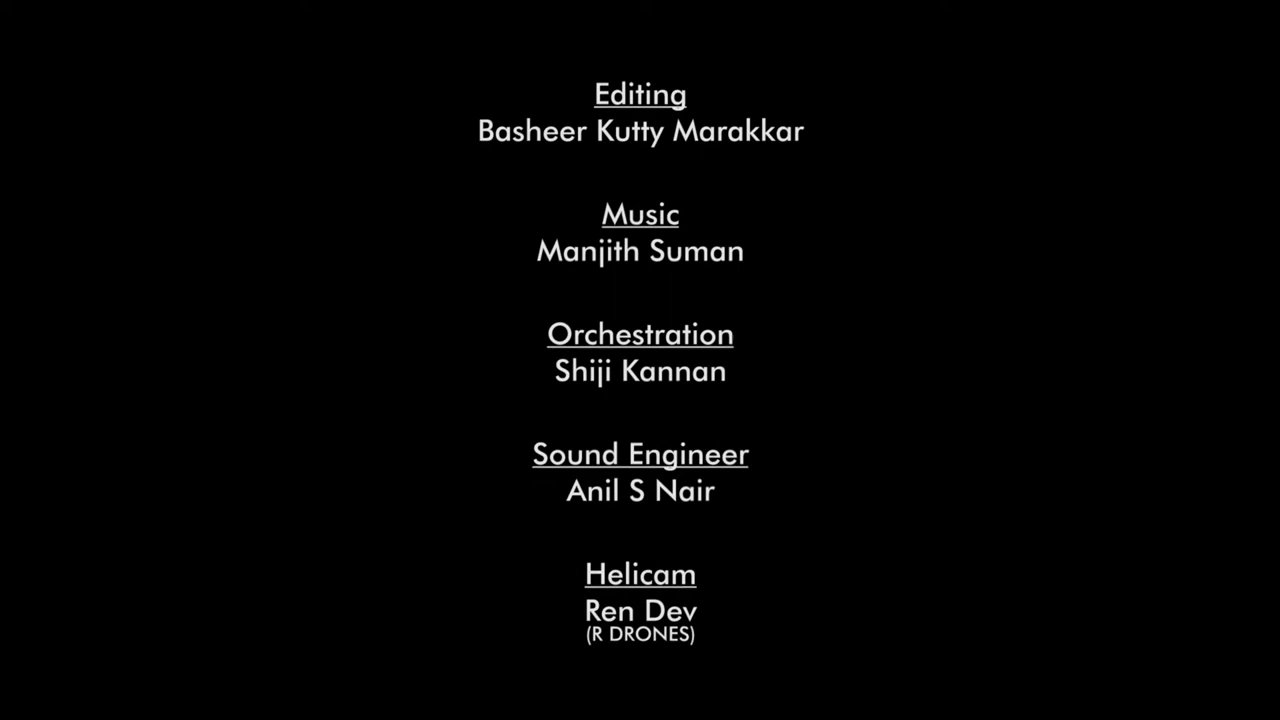 Editing
Basheer Kutty Marakkar
Music
Manjith Suman
Orchestration
Shiji Kannan
Sound Engineer
Anil S Nair
Helicam
Ren Dev
(R DRONES)